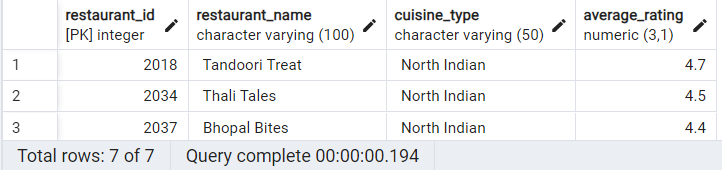 restaurant_id restaurant_name cuisine_type average_rating
[PK] integer character varying (100) character varying (50) numeric (3,1)
1 2018 Tandoori Treat North Indian 4.7
2 2034 Thali Tales North Indian 4.5
3 2037 Bhopal Bites North Indian 4.4
Total rows: 7 of 7 Query complete 00:00:00.194